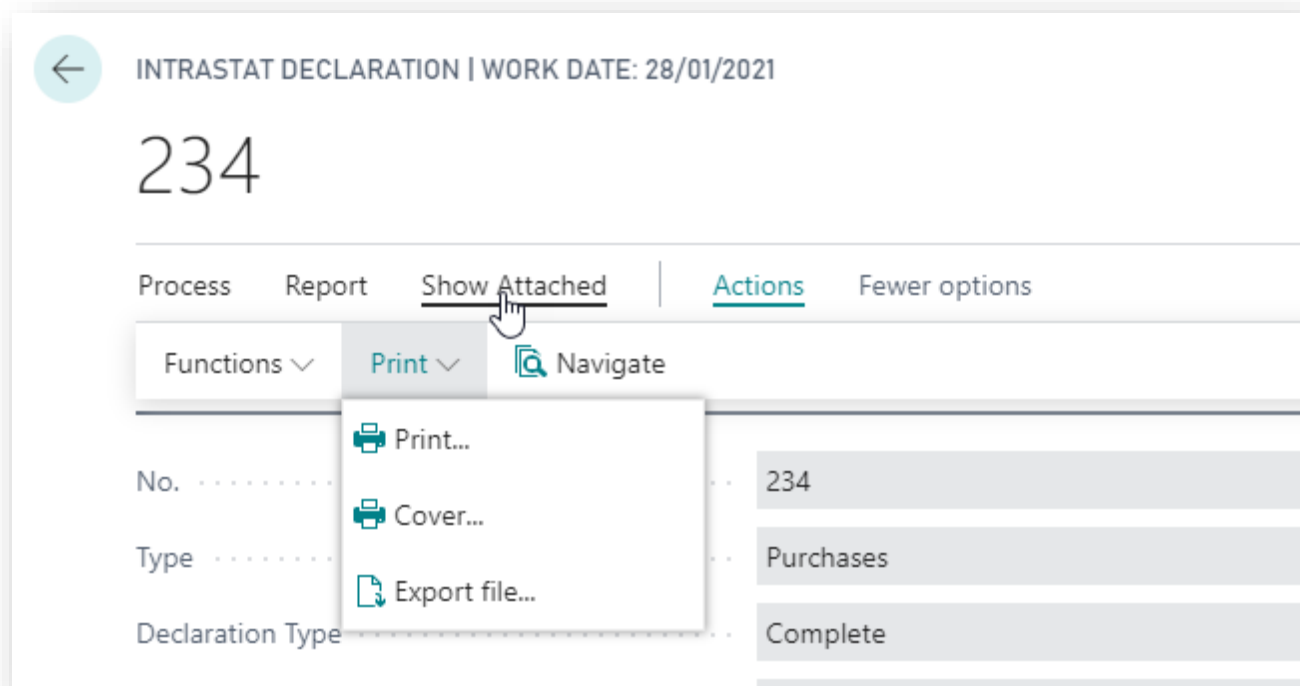 INTRASTAT DECLARATION | WORK DATE: 28/01/2021
234
Process Report Show Attached Actions Fewer options
Functions Print Navigate
Print...
Cover...
Export file...
No. 234
Type Purchases
Declaration Type Complete